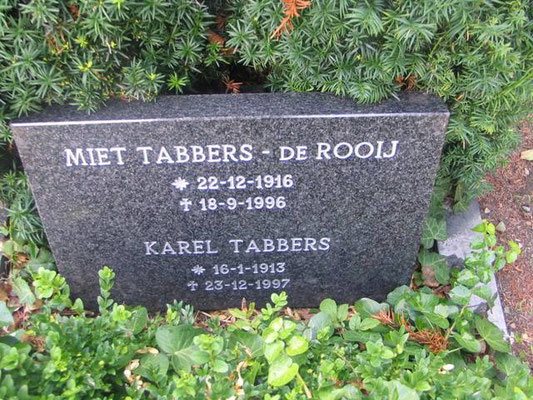 MIET TABBERS - DE ROOIJ
* 22-12-1916
✝ 18-9-1996
KAREL TABBERS
* 16-1-1913
✝ 23-12-1997